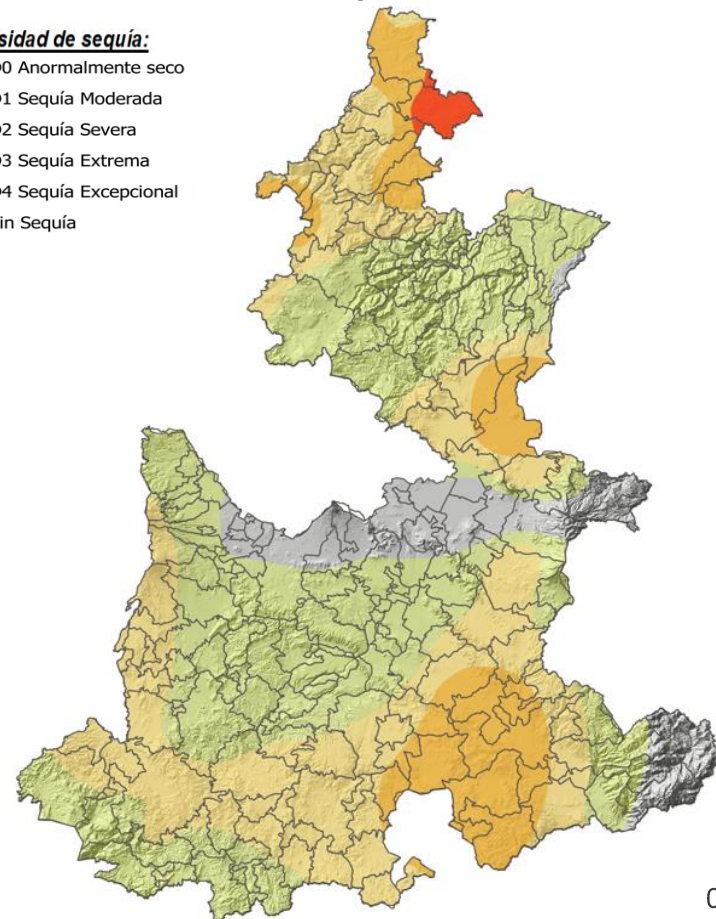 sidad de sequía:
0 Anormalmente seco
1 Sequía Moderada
2 Sequía Severa
3 Sequía Extrema
4 Sequía Excepcional
in Sequía